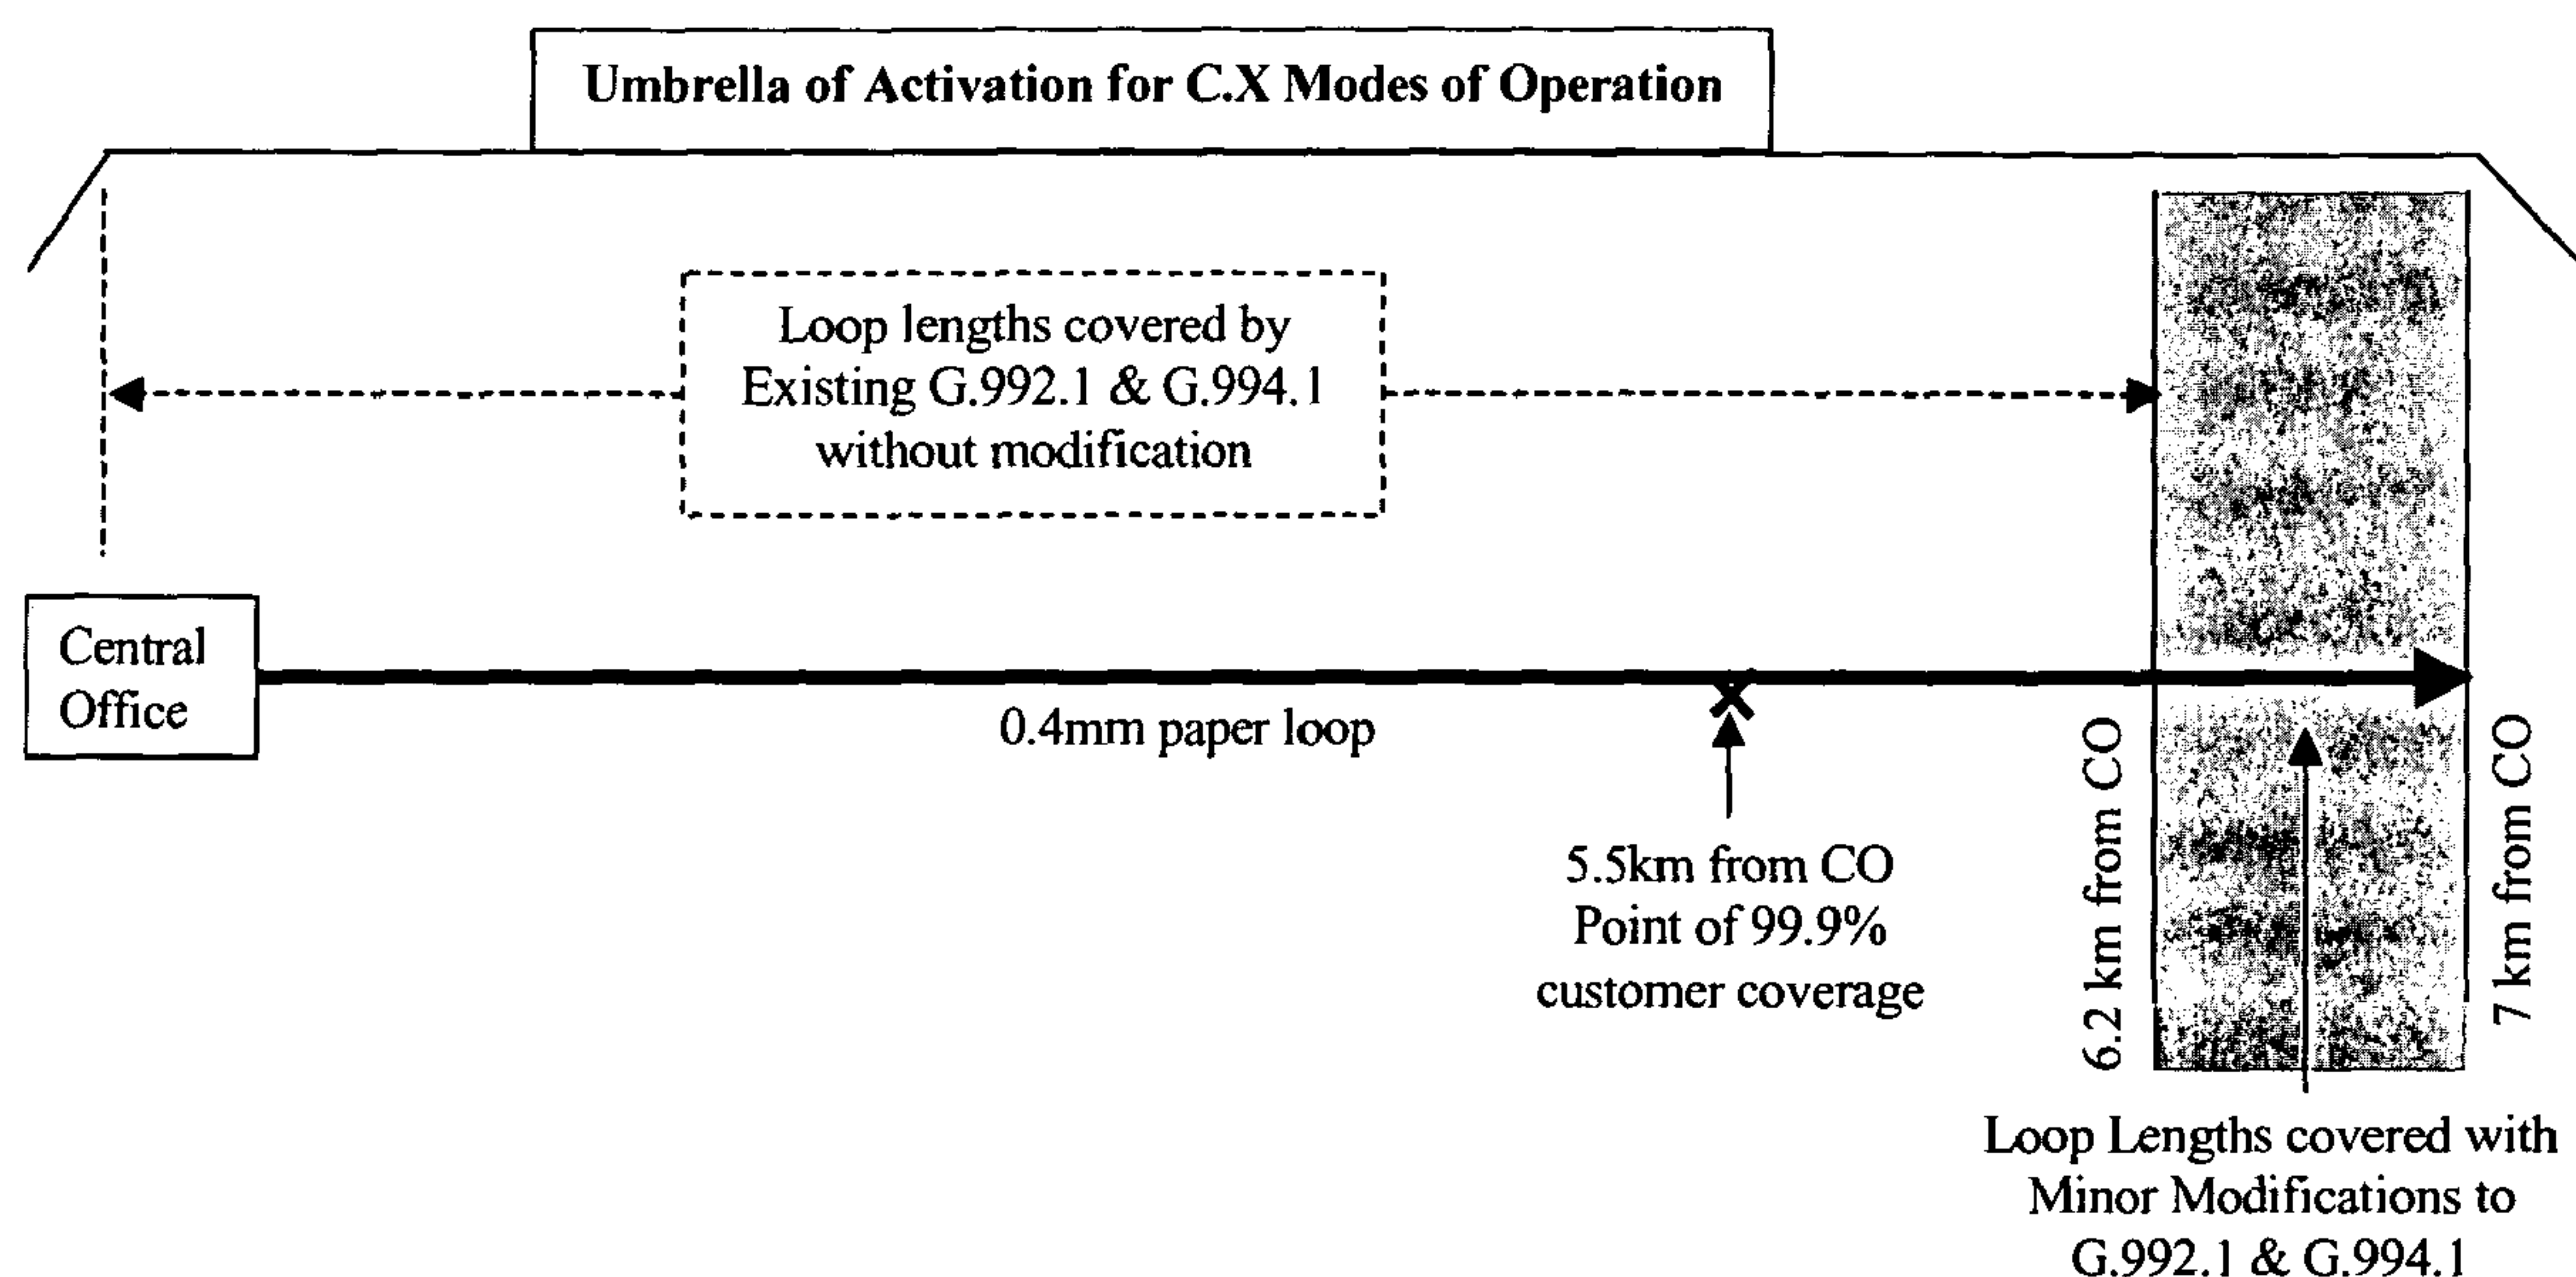 Umbrella of Activation for C.X Modes of Operation
Loop lengths covered by
Existing G.992.1 & G.994.1
without modification
Central
Office
0.4mm paper loop
5.5km from CO
Point of 99.9%
customer coverage
6.2 km from CO
7 km from CO
Loop Lengths covered with
Minor Modifications to
G.992.1 & G.994.1